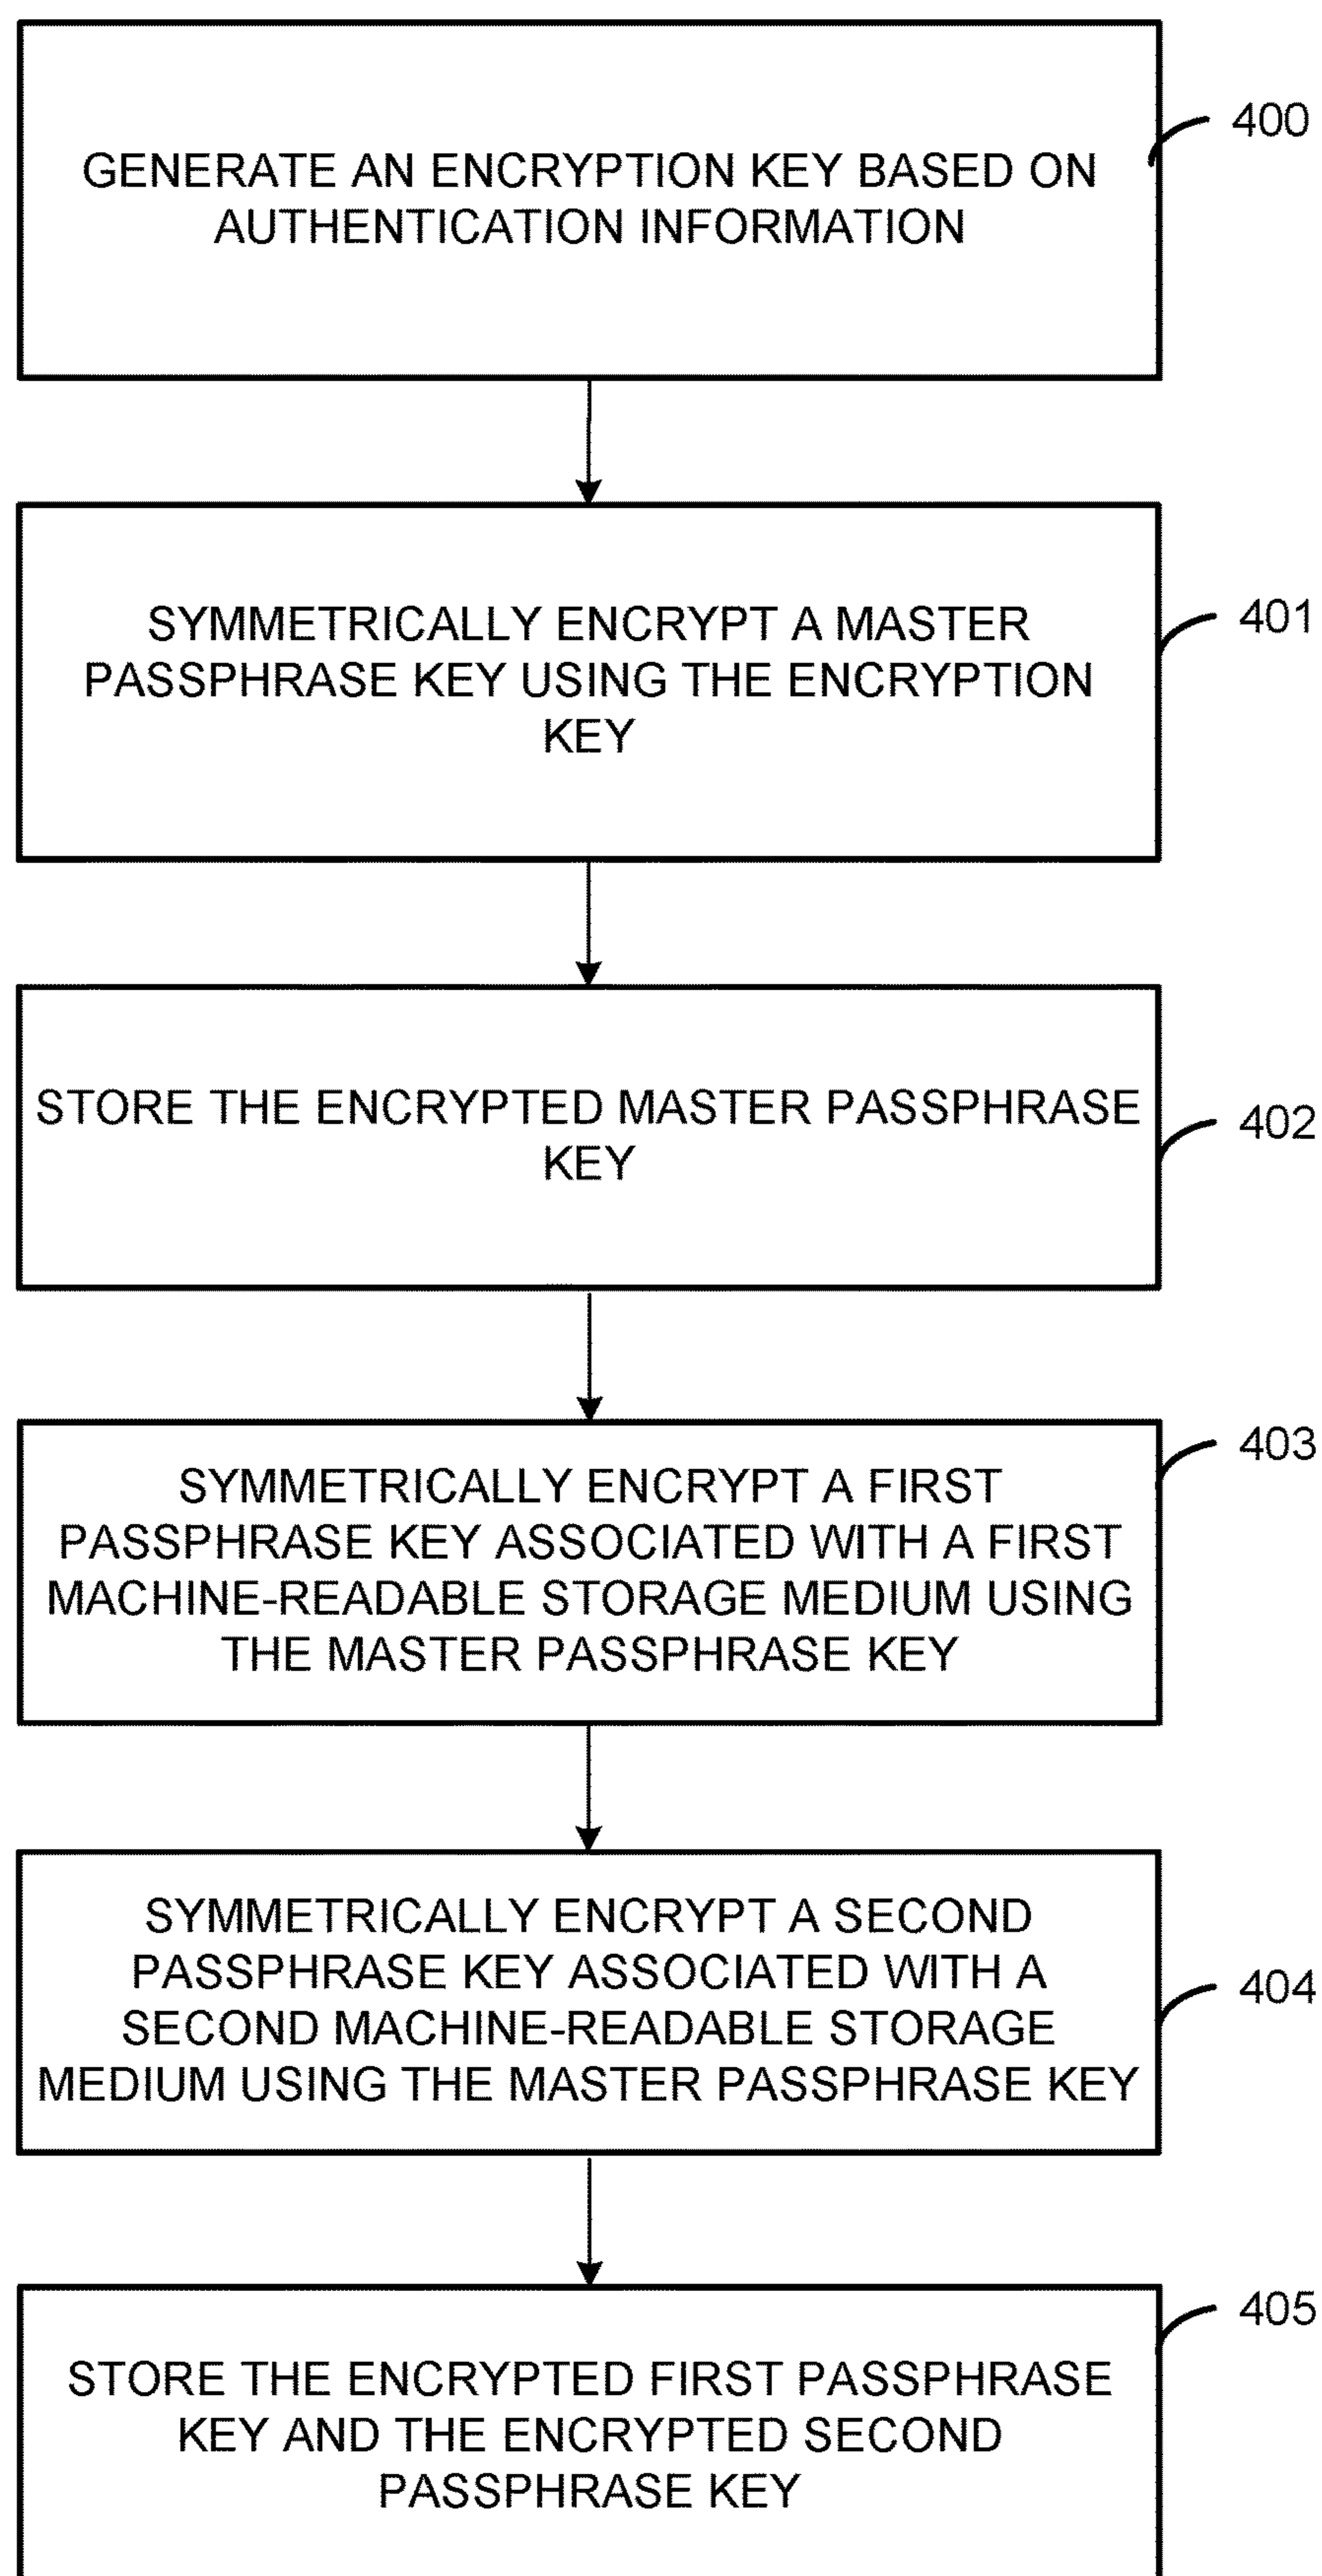 GENERATE AN ENCRYPTION KEY BASED ON
AUTHENTICATION INFORMATION
400
SYMMETRICALLY ENCRYPT A MASTER
PASSPHRASE KEY USING THE ENCRYPTION
KEY
401
STORE THE ENCRYPTED MASTER PASSPHRASE
KEY
402
SYMMETRICALLY ENCRYPT A FIRST
PASSPHRASE KEY ASSOCIATED WITH A FIRST
MACHINE-READABLE STORAGE MEDIUM USING
THE MASTER PASSPHRASE KEY
403
SYMMETRICALLY ENCRYPT A SECOND
PASSPHRASE KEY ASSOCIATED WITH A
SECOND MACHINE-READABLE STORAGE
MEDIUM USING THE MASTER PASSPHRASE KEY
404
STORE THE ENCRYPTED FIRST PASSPHRASE
KEY AND THE ENCRYPTED SECOND
PASSPHRASE KEY
405